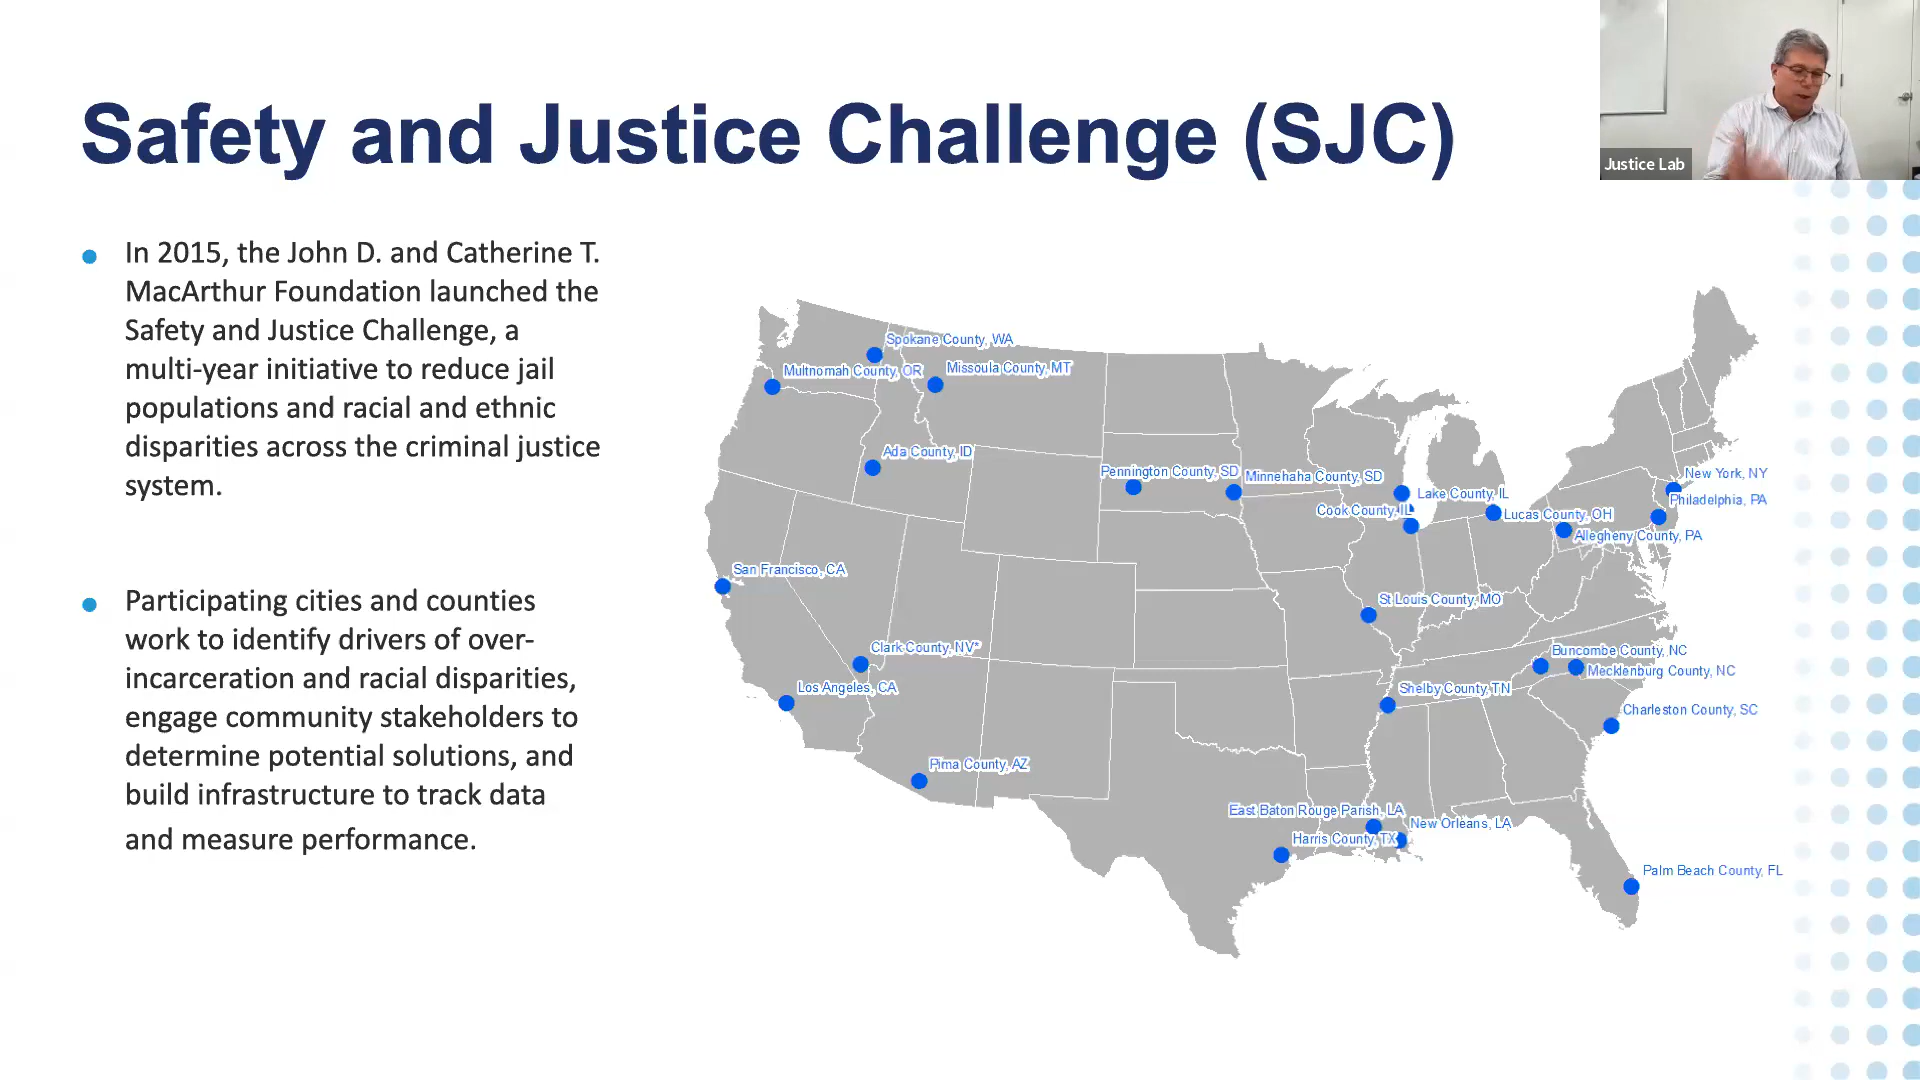 Safety and Justice Challenge (SJC)
Justice Lab
In 2015, the John D. and Catherine T.
MacArthur Foundation launched the
Safety and Justice Challenge, a
multi-year initiative to reduce jail
populations and racial and ethnic
disparities across the criminal justice
system.
Participating cities and counties
work to identify drivers of over-
incarceration and racial disparities,
engage community stakeholders to
determine potential solutions, and
build infrastructure to track data
and measure performance.
Spokane County, WA
Multnomah County, OR
Missoula County, MT
Ada County, ID
Pennington County, SD
Minnehaha County, SD
Lake County, IL
Cook County, IL
Lucas County, OH
New York, NY
Philadelphia, PA
Allegheny County, PA
San Francisco, CA
St Louis County, MO
Clark County, NV*
Buncombe County, NC
Mecklenburg County, NC
Los Angeles, CA
Shelby County, TN
Charleston County, SC
Pima County, AZ
East Baton Rouge Parish, LA
New Orleans, LA
Harris County, TX
Palm Beach County, FL